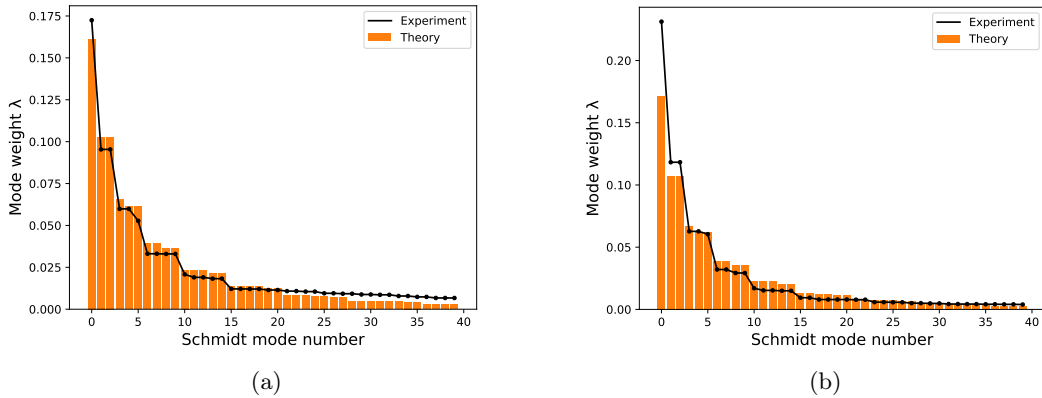 0.175
0.150
0.125
0.100
0.075
0.050
0.025
0.000
Mode weight λ
0 5 10 15 20 25 30 35 40
Schmidt mode number
Experiment
Theory
(a)
0.20
0.15
0.10
0.05
0.00
Mode weight λ
0 5 10 15 20 25 30 35 40
Schmidt mode number
Experiment
Theory
(b)